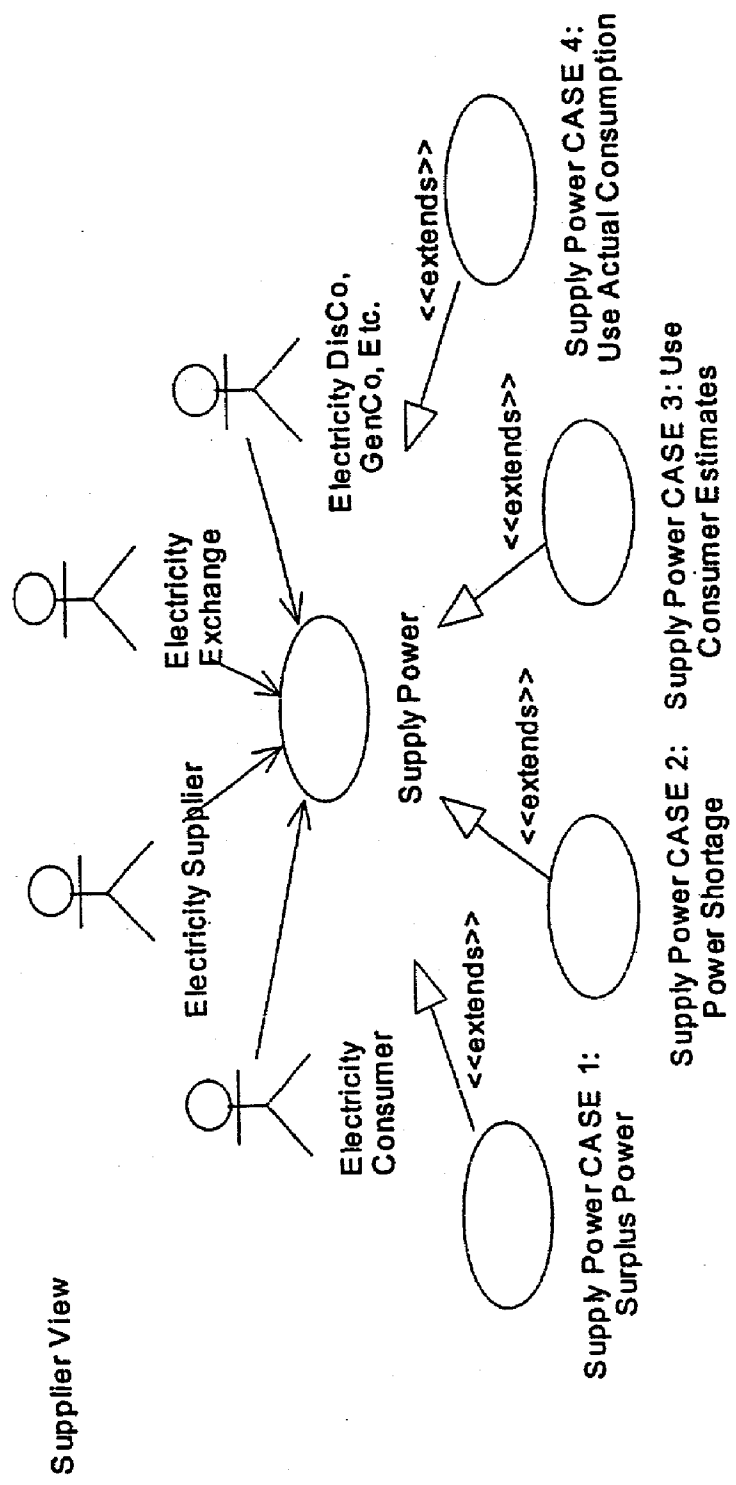 Supplier View
Electricity Supplier
Electricity
Exchange
Electricity
Consumer
Electricity DisCo,
GenCo, Etc.
Supply Power
<<extends>>
<<extends>>
<<extends>>
<<extends>>
Supply Power CASE 1:
Surplus Power
Supply Power CASE 2:
Power Shortage
Supply Power CASE 3: Use
Consumer Estimates
Supply Power CASE 4:
Use Actual Consumption